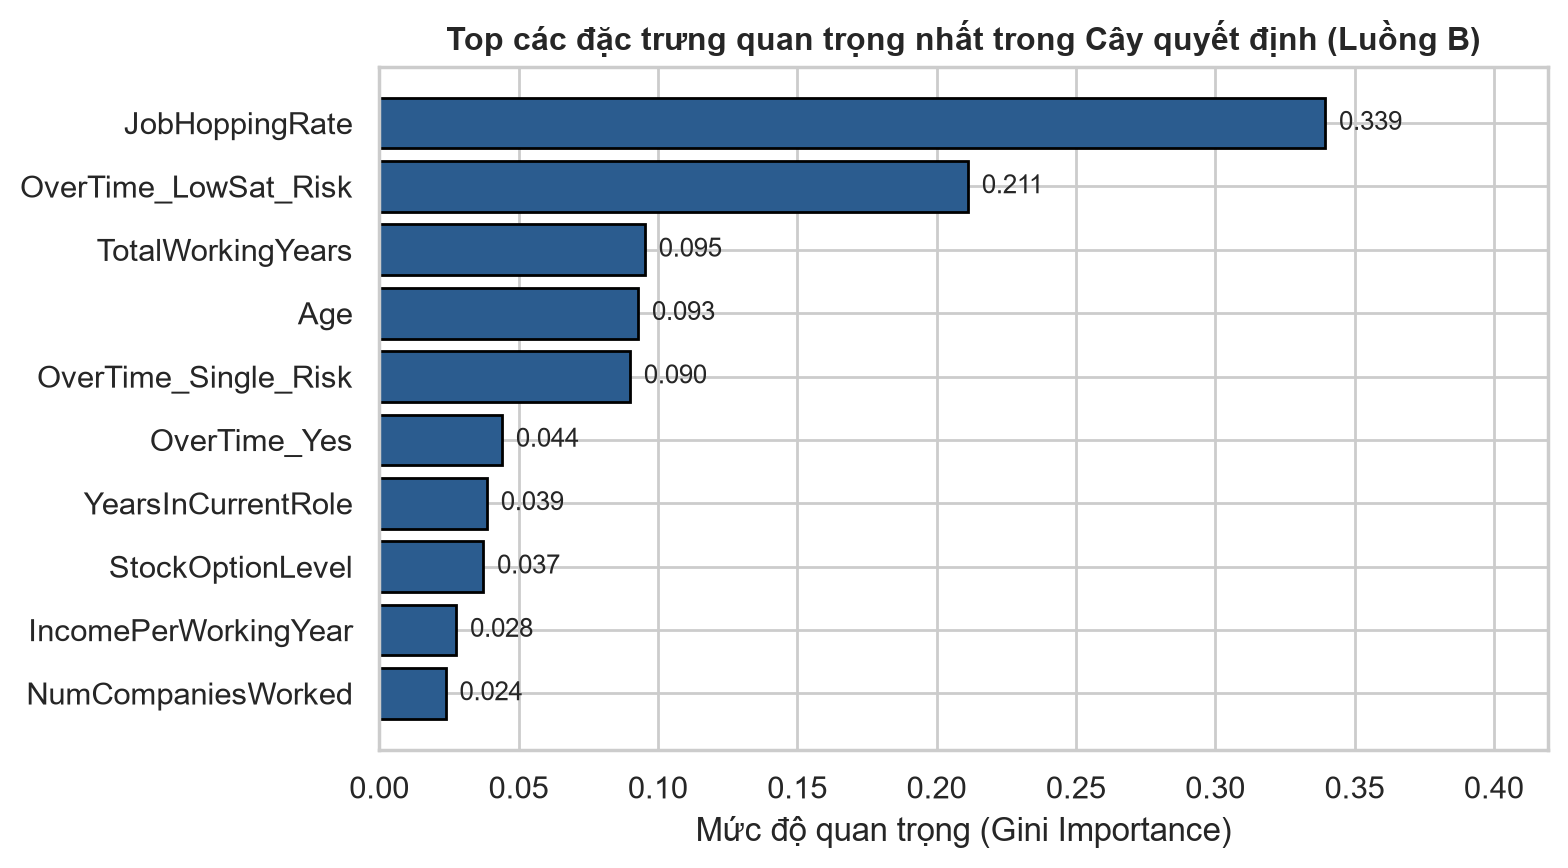 Top các đặc trưng quan trọng nhất trong Cây quyết định (Luồng B)
JobHoppingRate 0.339
OverTime_LowSat_Risk 0.211
TotalWorkingYears 0.095
Age 0.093
OverTime_Single_Risk 0.090
OverTime_Yes 0.044
YearsInCurrentRole 0.039
StockOptionLevel 0.037
IncomePerWorkingYear 0.028
NumCompaniesWorked 0.024
0.00 0.05 0.10 0.15 0.20 0.25 0.30 0.35 0.40
Mức độ quan trọng (Gini Importance)